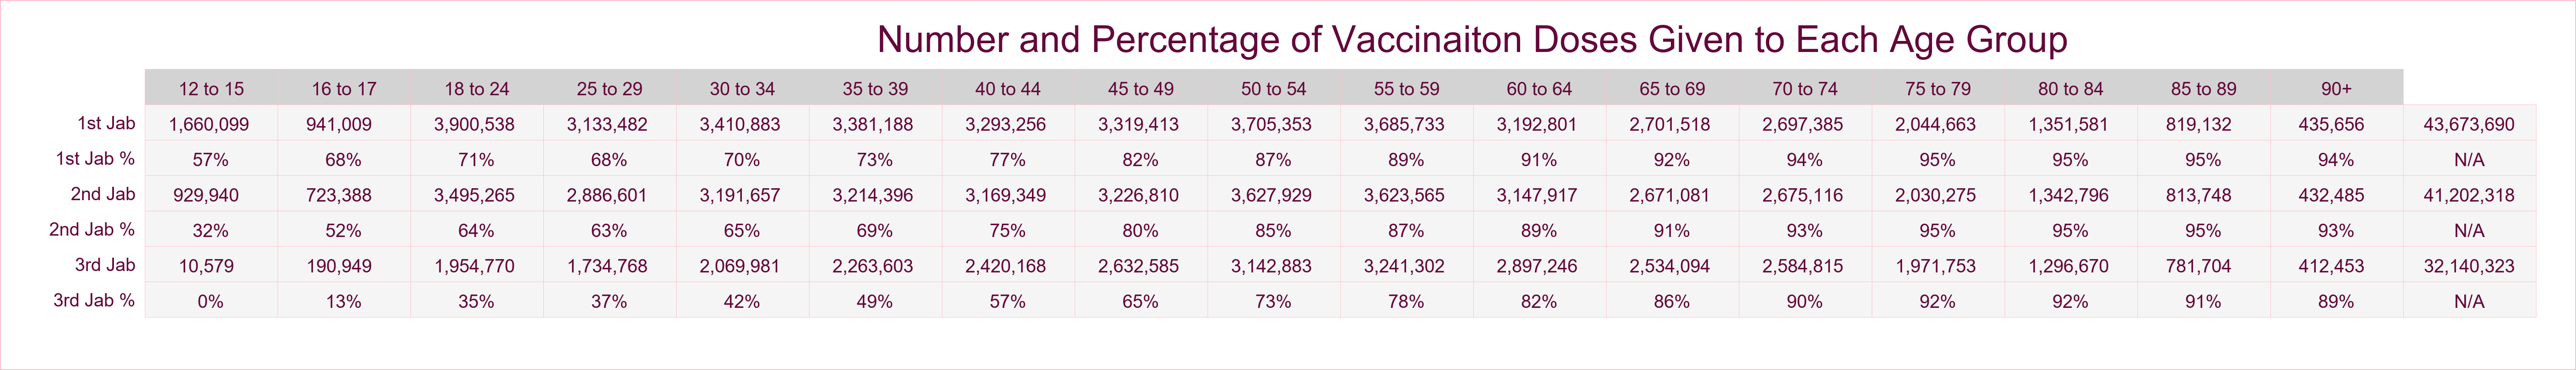 Number and Percentage of Vaccinaiton Doses Given to Each Age Group
12 to 15 16 to 17 18 to 24 25 to 29 30 to 34 35 to 39 40 to 44 45 to 49 50 to 54 55 to 59 60 to 64 65 to 69 70 to 74 75 to 79 80 to 84 85 to 89 90+
1st Jab 1,660,099 941,009 3,900,538 3,133,482 3,410,883 3,381,188 3,293,256 3,319,413 3,705,353 3,685,733 3,192,801 2,701,518 2,697,385 2,044,663 1,351,581 819,132 435,656 43,673,690
1st Jab % 57% 68% 71% 68% 70% 73% 77% 82% 87% 89% 91% 92% 94% 95% 95% 95% 94% N/A
2nd Jab 929,940 723,388 3,495,265 2,886,601 3,191,657 3,214,396 3,169,349 3,226,810 3,627,929 3,623,565 3,147,917 2,671,081 2,675,116 2,030,275 1,342,796 813,748 432,485 41,202,318
2nd Jab % 32% 52% 64% 63% 65% 69% 75% 80% 85% 87% 89% 91% 93% 95% 95% 95% 93% N/A
3rd Jab 10,579 190,949 1,954,770 1,734,768 2,069,981 2,263,603 2,420,168 2,632,585 3,142,883 3,241,302 2,897,246 2,534,094 2,584,815 1,971,753 1,296,670 781,704 412,453 32,140,323
3rd Jab % 0% 13% 35% 37% 42% 49% 57% 65% 73% 78% 82% 86% 90% 92% 92% 91% 89% N/A